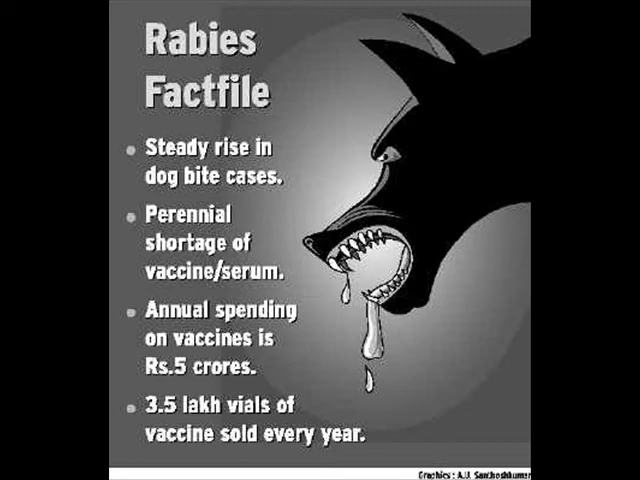 Rabies
Factfile
Steady rise in
dog bite cases.
Perennial
shortage of
vaccine/serum.
Annual spending
on vaccines is
Rs.5 crores.
3.5 lakh vials of
vaccine sold every year.
Graphics : A.U. Santhoshkumar